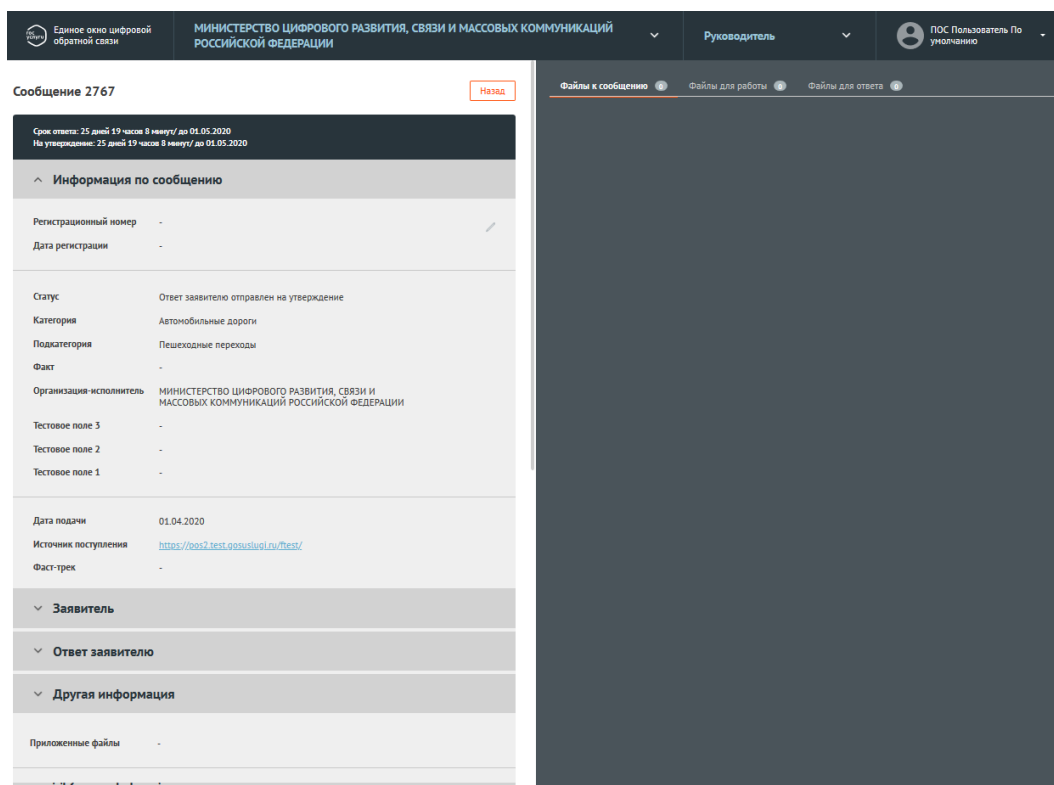 гос услуги
Единое окно цифровой
обратной связи
МИНИСТЕРСТВО ЦИФРОВОГО РАЗВИТИЯ, СВЯЗИ И МАССОВЫХ КОММУНИКАЦИЙ
РОССИЙСКОЙ ФЕДЕРАЦИИ
Руководитель
ПОС Пользователь По
умолчанию
Сообщение 2767
Назад
Файлы к сообщению 0
Файлы для работы 0
Файлы для ответа 0
Срок ответа: 25 дней 19 часов 8 минут/ до 01.05.2020
На утверждение: 25 дней 19 часов 8 минут/ до 01.05.2020
Информация по сообщению
Регистрационный номер -
Дата регистрации -
Статус Ответ заявителю отправлен на утверждение
Категория Автомобильные дороги
Подкатегория Пешеходные переходы
Факт -
Организация-исполнитель МИНИСТЕРСТВО ЦИФРОВОГО РАЗВИТИЯ, СВЯЗИ И
МАССОВЫХ КОММУНИКАЦИЙ РОССИЙСКОЙ ФЕДЕРАЦИИ
Тестовое поле 3 -
Тестовое поле 2 -
Тестовое поле 1 -
Дата подачи 01.04.2020
Источник поступления https://pos2.test.gosuslugi.ru/ftest/
Фаст-трек -
Заявитель
Ответ заявителю
Другая информация
Приложенные файлы -